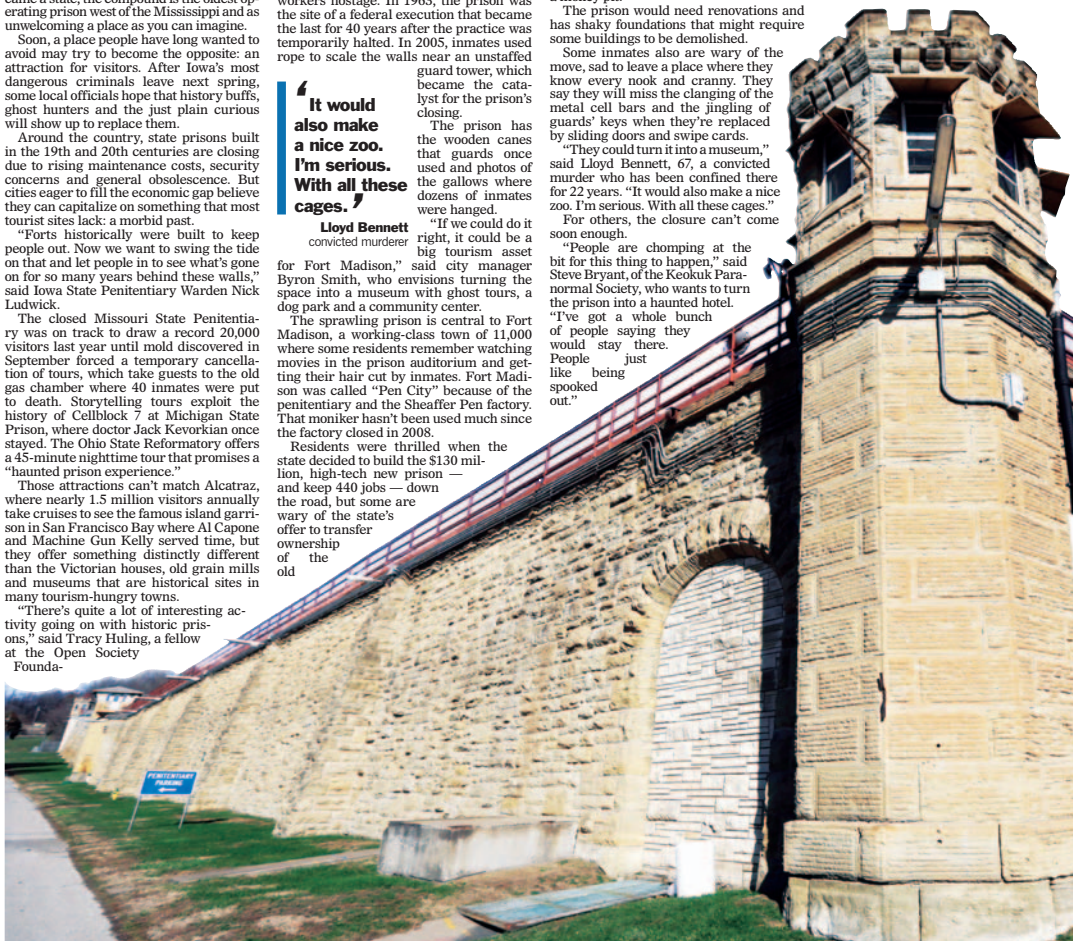 came a state, the compound is the oldest op-
erating prison west of the Mississippi and as
unwelcoming a place as you can imagine.
Soon, a place people have long wanted to
avoid may try to become the opposite: an
attraction for visitors. After Iowa's most
dangerous criminals leave next spring,
some local officials hope that history buffs,
ghost hunters and the just plain curious
will show up to replace them.
Around the country, state prisons built
in the 19th and 20th centuries are closing
due to rising maintenance costs, security
concerns and general obsolescence. But
cities eager to fill the economic gap believe
they can capitalize on something that most
tourist sites lack: a morbid past.
“Forts historically were built to keep
people out. Now we want to swing the tide
on that and let people in to see what's gone
on for so many years behind these walls,”
said Iowa State Penitentiary Warden Nick
Ludwick.
The closed Missouri State Penitentia-
ry was on track to draw a record 20,000
visitors last year until mold discovered in
September forced a temporary cancella-
tion of tours, which take guests to the old
gas chamber where 40 inmates were put
to death. Storytelling tours exploit the
history of Cellblock 7 at Michigan State
Prison, where doctor Jack Kevorkian once
stayed. The Ohio State Reformatory offers
a 45-minute nighttime tour that promises a
“haunted prison experience.”
Those attractions can't match Alcatraz,
where nearly 1.5 million visitors annually
take cruises to see the famous island garri-
son in San Francisco Bay where Al Capone
and Machine Gun Kelly served time, but
they offer something distinctly different
than the Victorian houses, old grain mills
and museums that are historical sites in
many tourism-hungry towns.
“There's quite a lot of interesting ac-
tivity going on with historic pris-
ons,” said Tracy Huling, a fellow
at the Open Society
Founda-
workers hostage. In 1963, the prison was
the site of a federal execution that became
the last for 40 years after the practice was
temporarily halted. In 2005, inmates used
rope to scale the walls near an unstaffed
guard tower, which
became the cata-
lyst for the prison's
closing.
The prison has
the wooden canes
that guards once
used and photos of
the gallows where
dozens of inmates
were hanged.
“If we could do it
right, it could be a
big tourism asset
for Fort Madison,” said city manager
Byron Smith, who envisions turning the
space into a museum with ghost tours, a
dog park and a community center.
The sprawling prison is central to Fort
Madison, a working-class town of 11,000
where some residents remember watching
movies in the prison auditorium and get-
ting their hair cut by inmates. Fort Madi-
son was called “Pen City” because of the
penitentiary and the Sheaffer Pen factory.
That moniker hasn't been used much since
the factory closed in 2008.
Residents were thrilled when the
state decided to build the $130 mil-
lion, high-tech new prison —
and keep 440 jobs — down
the road, but some are
wary of the state's
offer to transfer
ownership
of the
old
‘It would
also make
a nice zoo.
I'm serious.
With all these
cages.’
Lloyd Bennett
convicted murderer
The prison would need renovations and
has shaky foundations that might require
some buildings to be demolished.
Some inmates also are wary of the
move, sad to leave a place where they
know every nook and cranny. They
say they will miss the clanging of the
metal cell bars and the jingling of
guards' keys when they're replaced
by sliding doors and swipe cards.
“They could turn it into a museum,”
said Lloyd Bennett, 67, a convicted
murder who has been confined there
for 22 years. “It would also make a nice
zoo. I'm serious. With all these cages.”
For others, the closure can't come
soon enough.
“People are chomping at the
bit for this thing to happen,” said
Steve Bryant, of the Keokuk Para-
normal Society, who wants to turn
the prison into a haunted hotel.
“I've got a whole bunch
of people saying they
would stay there.
People just
like being
spooked
out.”
PENITENTIARY
PARKING